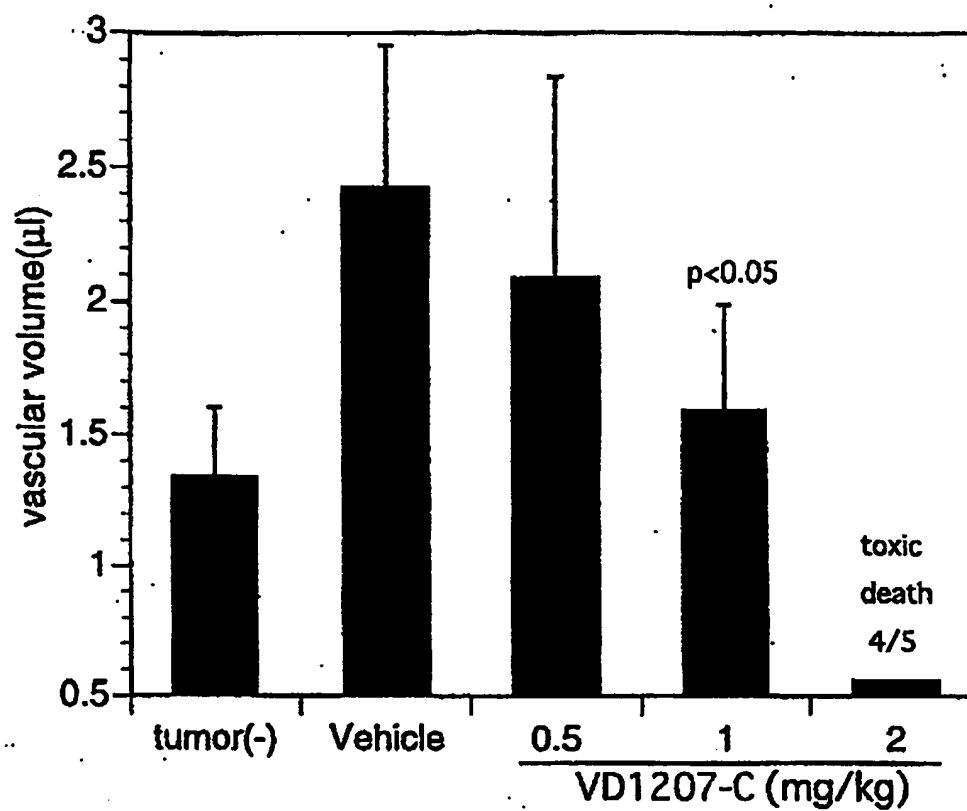 3
2.5
2
1.5
1
0.5
vascular volume(µl)
p<0.05
toxic
death
4/5
tumor(-)
Vehicle
0.5
1
2
VD1207-C (mg/kg)